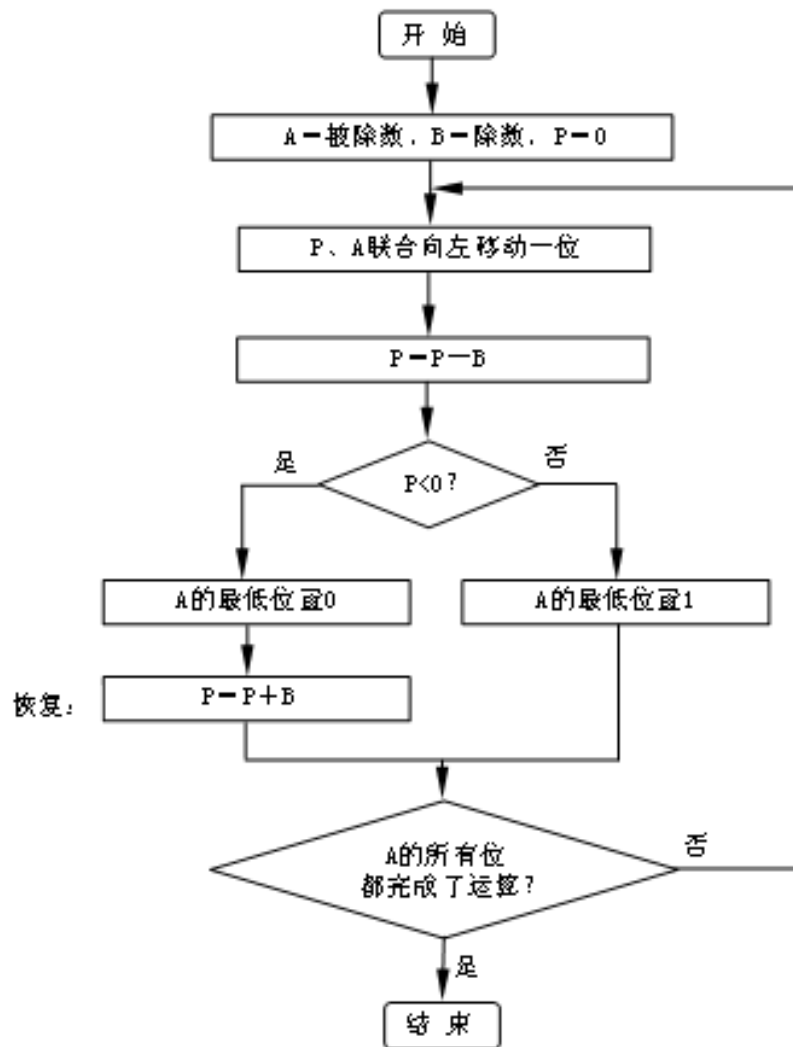 开 始
A=被除数，B=除数，P=0
P、A联合向左移动一位
P=P-B
是
否
P<0?
A的最低位置0
A的最低位置1
恢复：
P=P+B
A的所有位
都完成了运算？
否
是
结 束